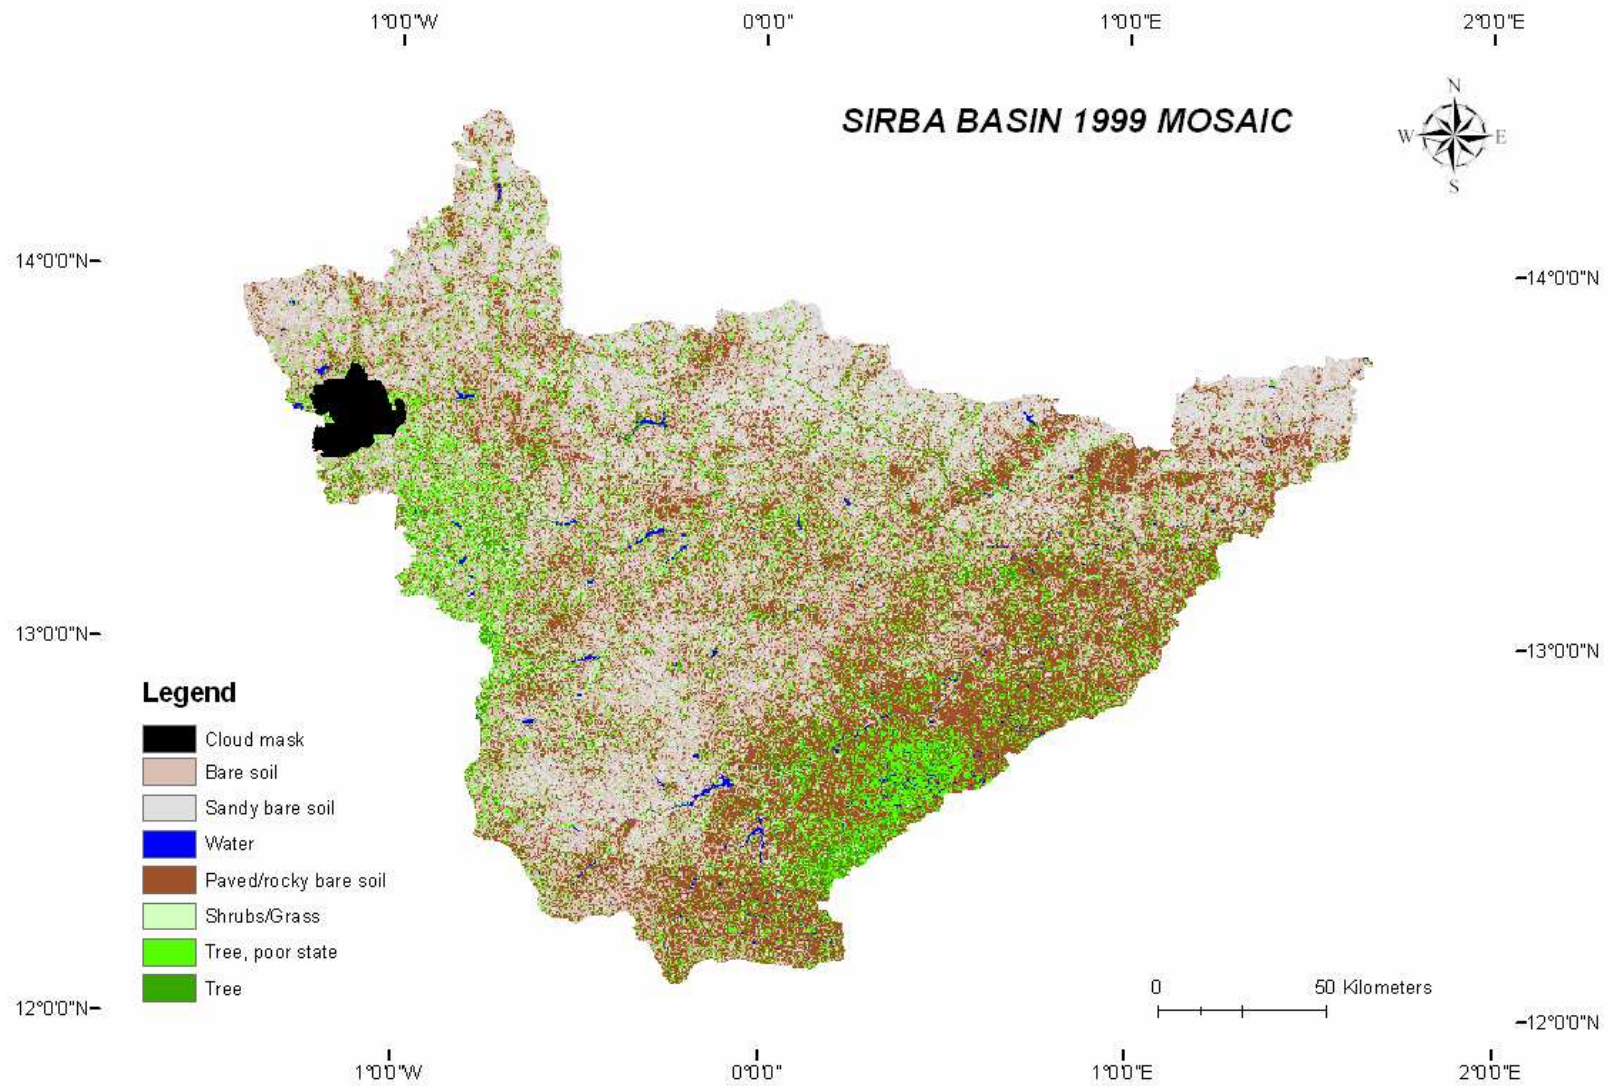 1°0'0"W
0°0'0"
1°0'0"E
2°0'0"E
SIRBA BASIN 1999 MOSAIC
N
W
E
S
14°0'0"N
14°0'0"N
13°0'0"N
13°0'0"N
Legend
Cloud mask
Bare soil
Sandy bare soil
Water
Paved/rocky bare soil
Shrubs/Grass
Tree, poor state
Tree
0 50 Kilometers
12°0'0"N
12°0'0"N
1°0'0"W
0°0'0"
1°0'0"E
2°0'0"E